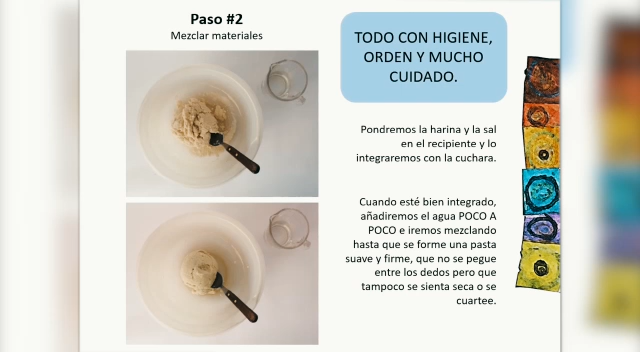 Paso #2
Mezclar materiales
TODO CON HIGIENE,
ORDEN Y MUCHO
CUIDADO.
Pondremos la harina y la sal
en el recipiente y lo
integraremos con la cuchara.
Cuando esté bien integrado,
añadiremos el agua POCO A
POCO e iremos mezclando
hasta que se forme una pasta
suave y firme, que no se pegue
entre los dedos pero que
tampoco se sienta seca o se
cuartee.